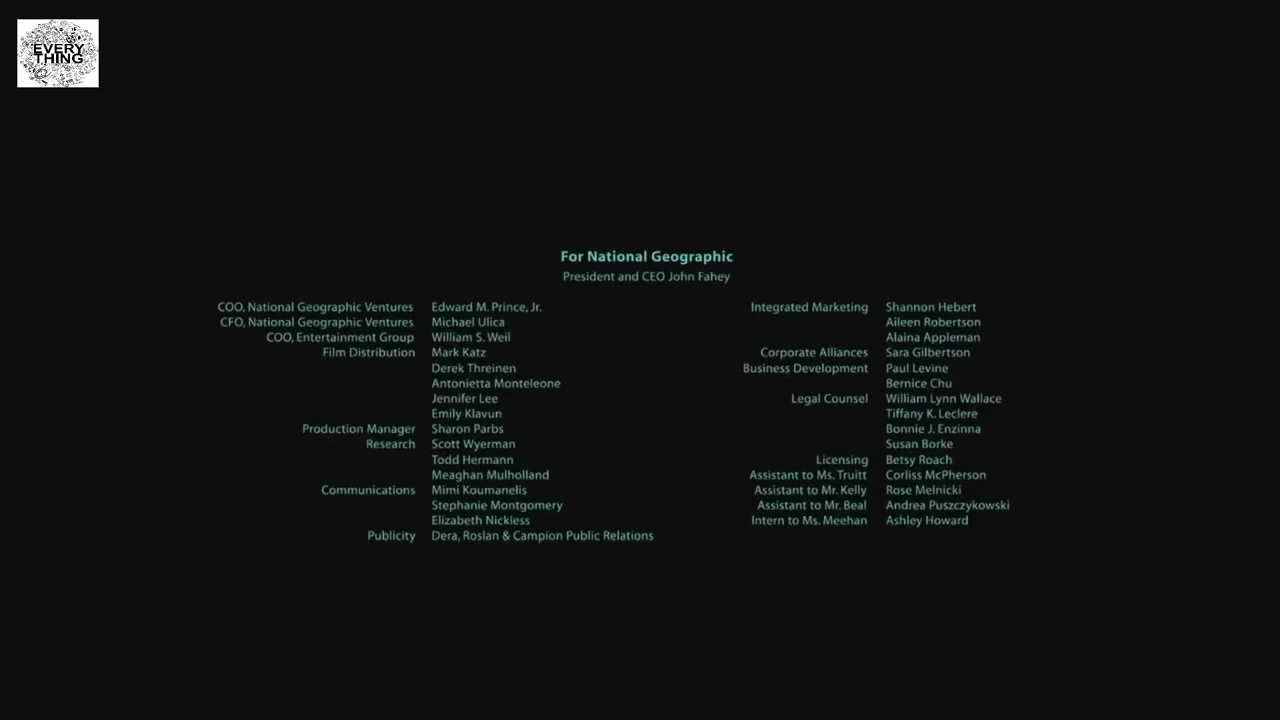 EVERY
THING
For National Geographic
President and CEO John Fahey
COO, National Geographic Ventures Edward M. Prince, Jr.
CFO, National Geographic Ventures Michael Ulica
COO, Entertainment Group William S. Weil
Film Distribution Mark Katz
Derek Threinen
Antonietta Monteleone
Jennifer Lee
Emily Klavun
Production Manager Sharon Parbs
Research Scott Wyerman
Todd Hermann
Meaghan Mulholland
Communications Mimi Koumanelis
Stephanie Montgomery
Elizabeth Nickless
Publicity Dera, Roslan & Campion Public Relations
Integrated Marketing Shannon Hebert
Aileen Robertson
Alaina Appleman
Corporate Alliances Sara Gilbertson
Business Development Paul Levine
Bernice Chu
Legal Counsel William Lynn Wallace
Tiffany K. Leclere
Bonnie J. Enzinna
Susan Borke
Licensing Betsy Roach
Assistant to Ms. Truitt Corliss McPherson
Assistant to Mr. Kelly Rose Melnicki
Assistant to Mr. Beal Andrea Puszczykowski
Intern to Ms. Meehan Ashley Howard